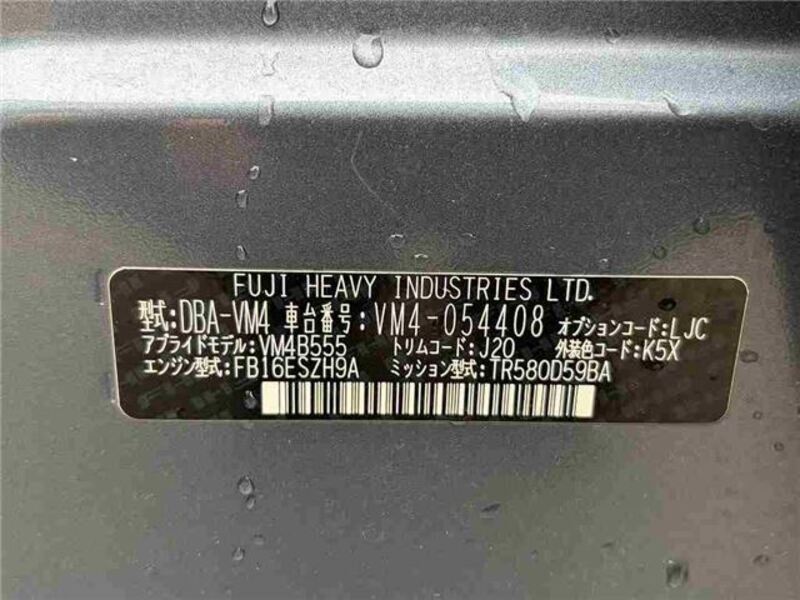 FUJI HEAVY INDUSTRIES LTD.
型式:DBA-VM4 車台番号:VM4-054408 オプションコード:LJC
アプライドモデル:VM4B555 トリムコード:J20 外装色コード:K5X
エンジン型式:FB16ESZH9A ミッション型式:TR580D59BA